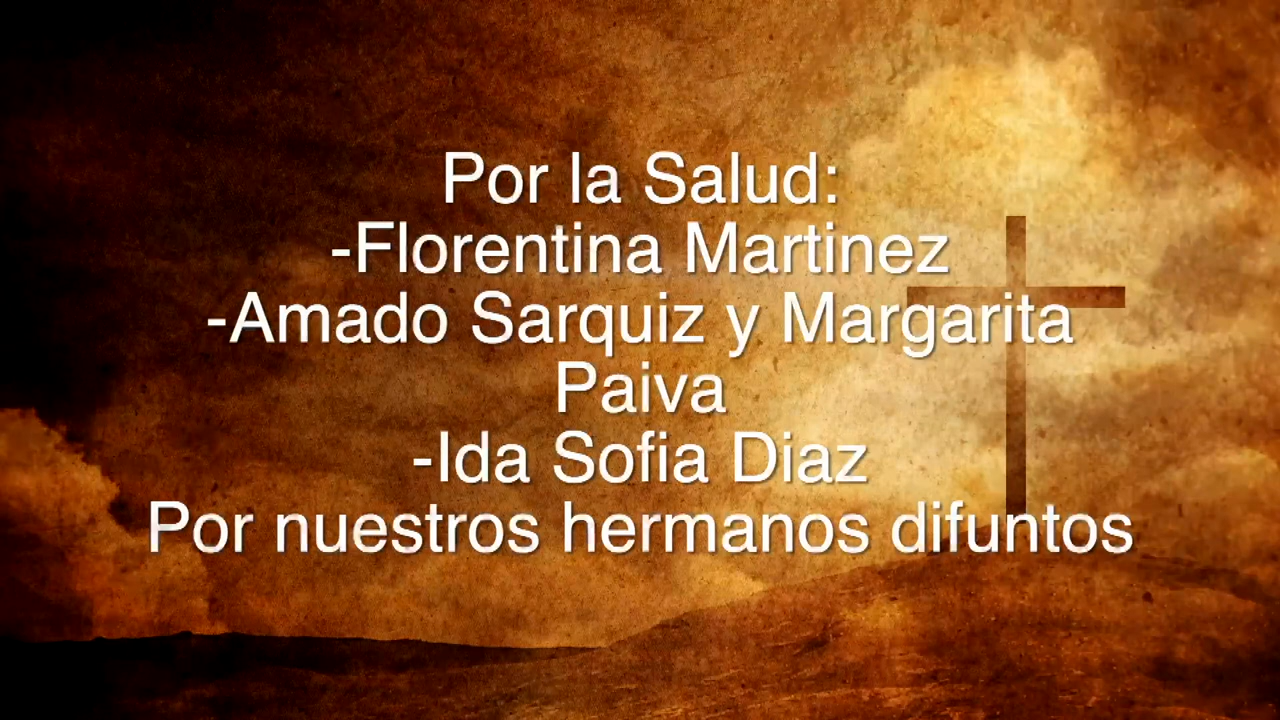 Por la Salud:
-Florentina Martinez
-Amado Sarquiz y Margarita
Paiva
-Ida Sofia Diaz
Por nuestros hermanos difuntos